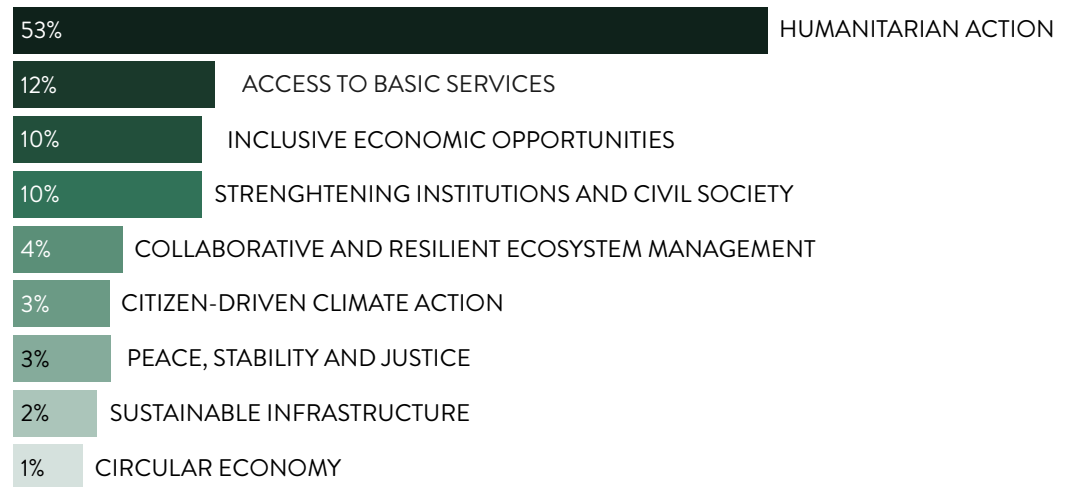 53% HUMANITARIAN ACTION
12% ACCESS TO BASIC SERVICES
10% INCLUSIVE ECONOMIC OPPORTUNITIES
10% STRENGHTENING INSTITUTIONS AND CIVIL SOCIETY
4% COLLABORATIVE AND RESILIENT ECOSYSTEM MANAGEMENT
3% CITIZEN-DRIVEN CLIMATE ACTION
3% PEACE, STABILITY AND JUSTICE
2% SUSTAINABLE INFRASTRUCTURE
1% CIRCULAR ECONOMY